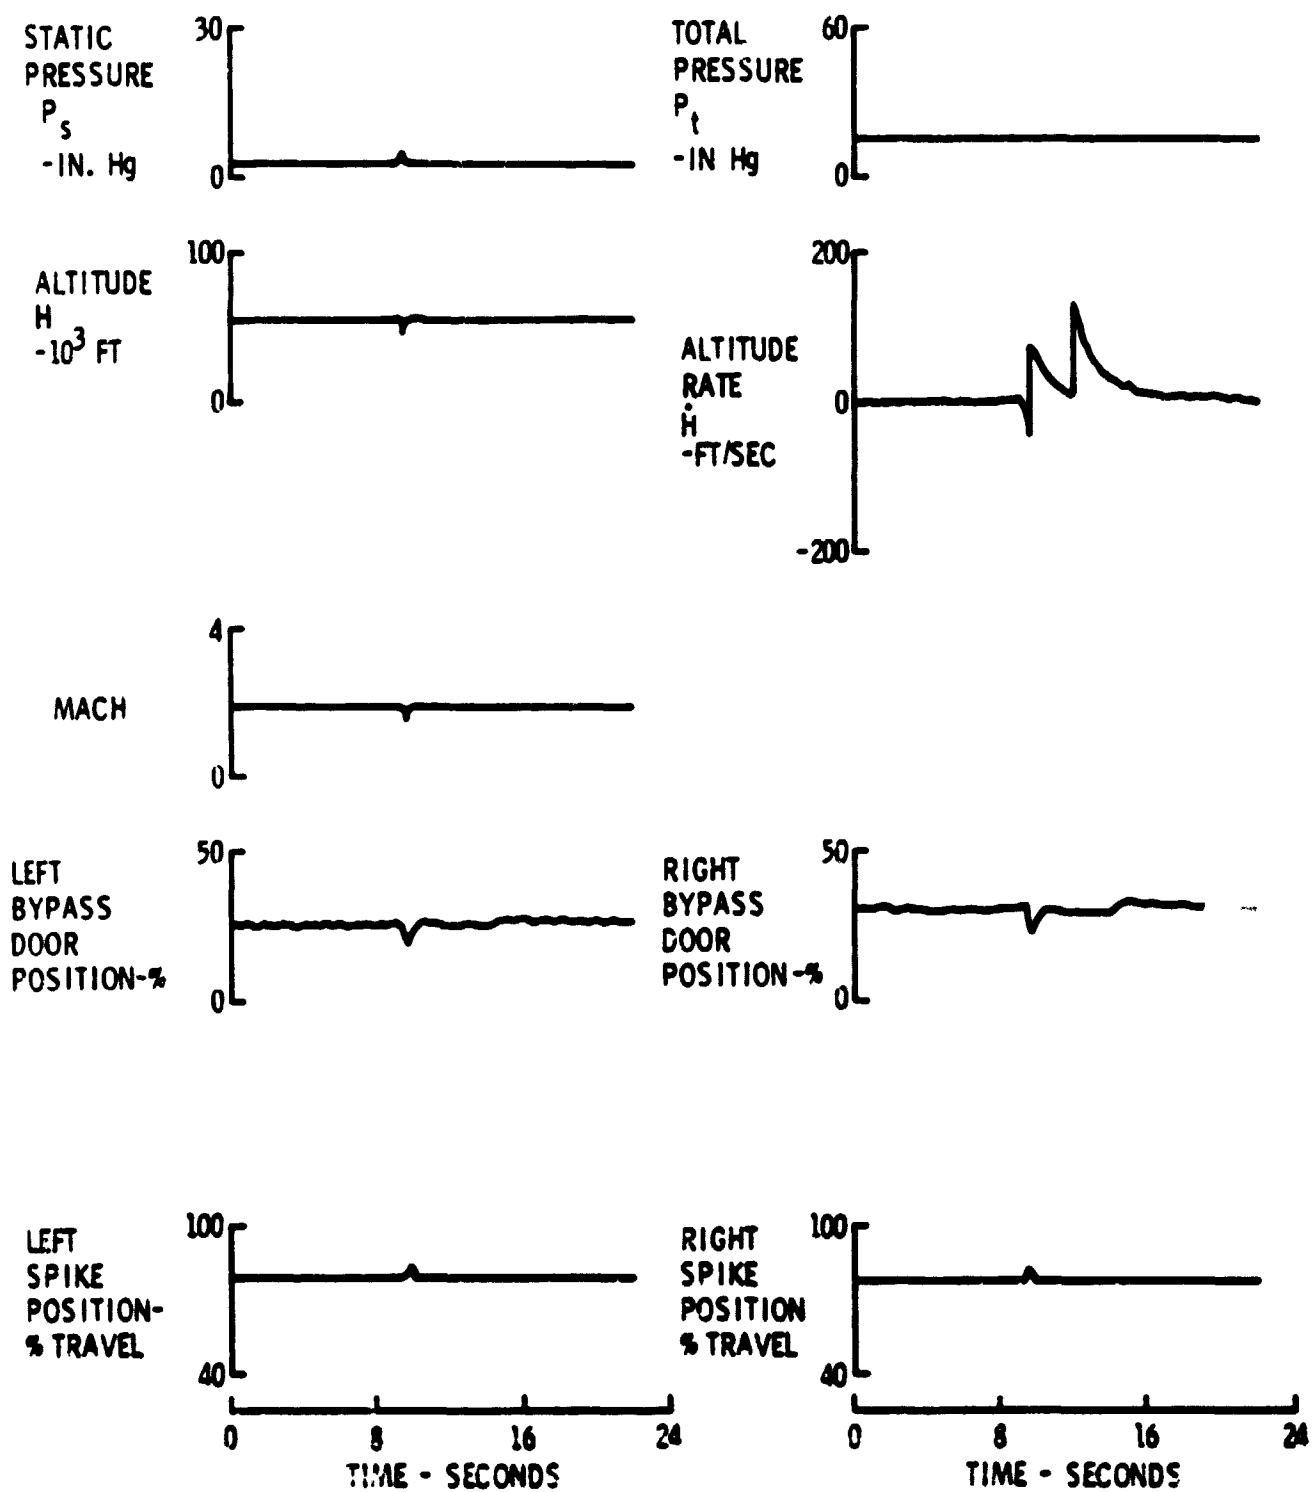 STATIC
PRESSURE
Ps
-IN. Hg
30
0
TOTAL
PRESSURE
Pt
-IN Hg
60
0
ALTITUDE
H
-10³ FT
100
0
ALTITUDE
RATE
Ḣ
-FT/SEC
200
0
-200
MACH
4
0
LEFT
BYPASS
DOOR
POSITION-%
50
0
RIGHT
BYPASS
DOOR
POSITION-%
50
0
LEFT
SPIKE
POSITION-
% TRAVEL
100
40
RIGHT
SPIKE
POSITION
% TRAVEL
100
40
0 8 16 24
TIME - SECONDS
0 8 16 24
TIME - SECONDS